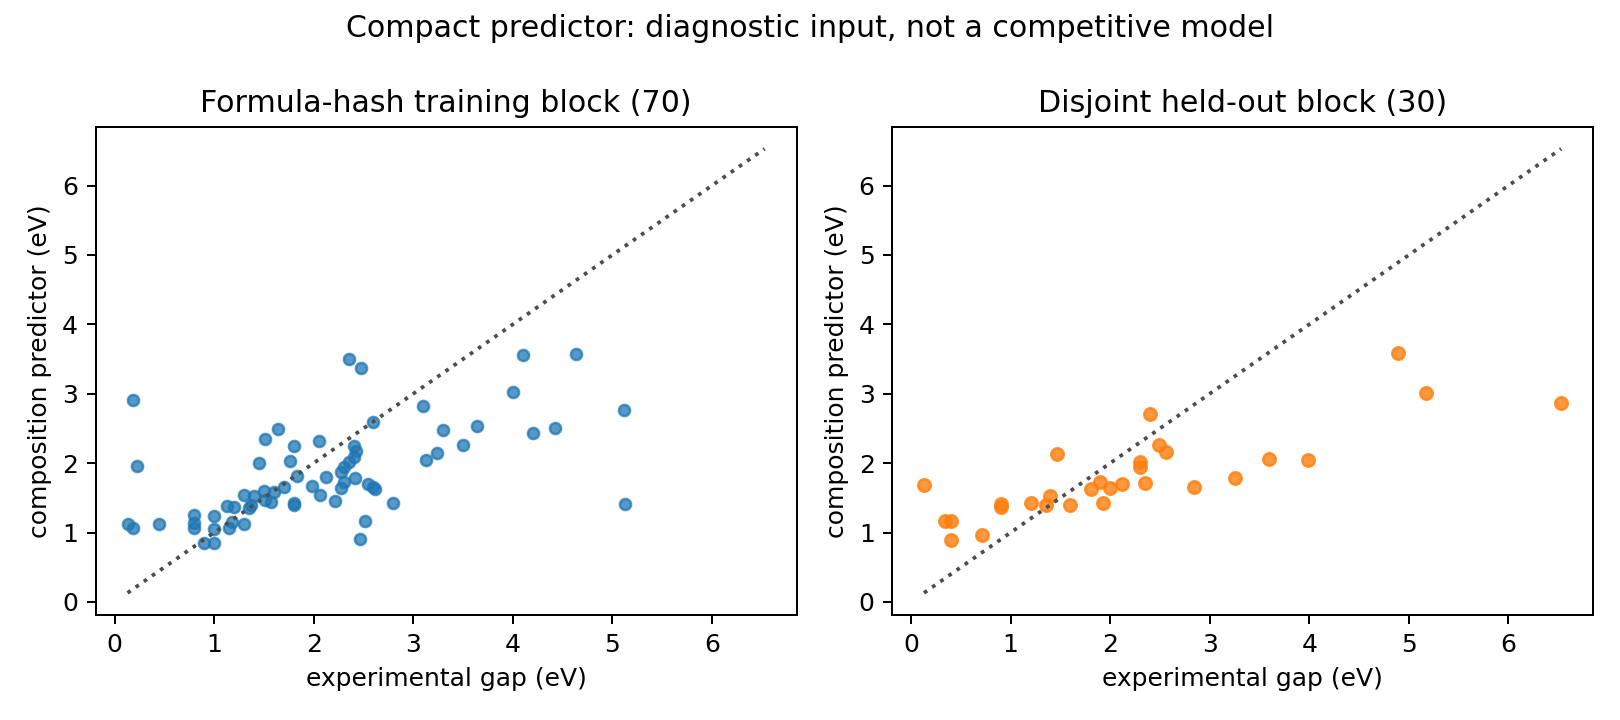 Compact predictor: diagnostic input, not a competitive model
Formula-hash training block (70)
composition predictor (eV)
6
5
4
3
2
1
0
0 1 2 3 4 5 6
experimental gap (eV)
Disjoint held-out block (30)
composition predictor (eV)
6
5
4
3
2
1
0
0 1 2 3 4 5 6
experimental gap (eV)